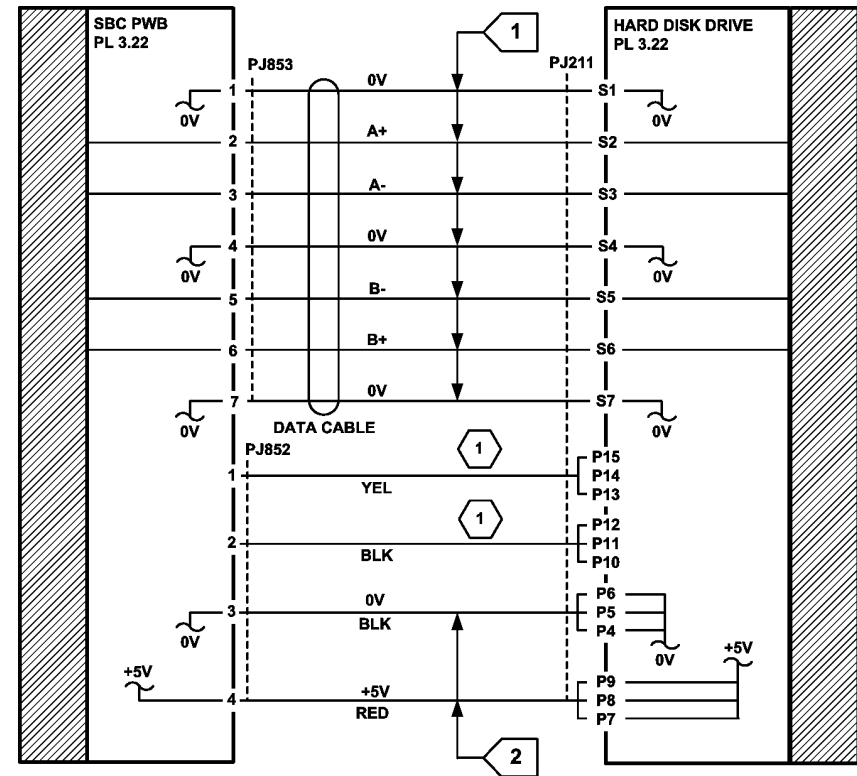 SBC PWB
PL 3.22
HARD DISK DRIVE
PL 3.22
1
PJ853
PJ211
1 0V S1
0V 0V
2 A+ S2
3 A- S3
4 0V S4
0V 0V
5 B- S5
6 B+ S6
7 0V S7
0V 0V
DATA CABLE
PJ852
1
P15
1 YEL P14
P13
1
P12
2 BLK P11
P10
P6
3 0V P5
BLK
P4
0V 0V
+5V +5V
P9
4 +5V P8
RED
P7
2